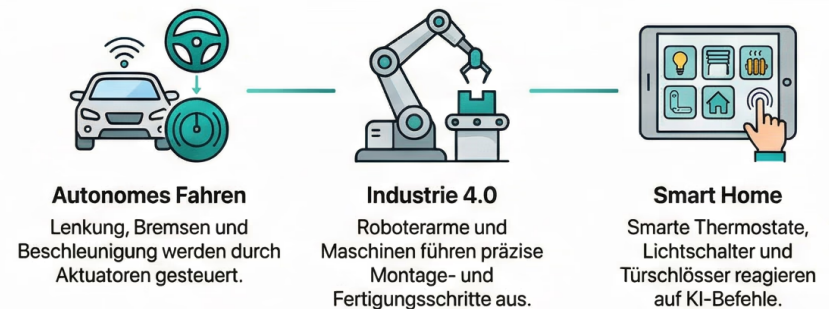 Autonomes Fahren
Lenkung, Bremsen und
Beschleunigung werden durch
Aktuatoren gesteuert.
Industrie 4.0
Roboterarme und
Maschinen führen präzise
Montage- und
Fertigungsschritte aus.
Smart Home
Smarte Thermostate,
Lichtschalter und
Türschlösser reagieren
auf KI-Befehle.